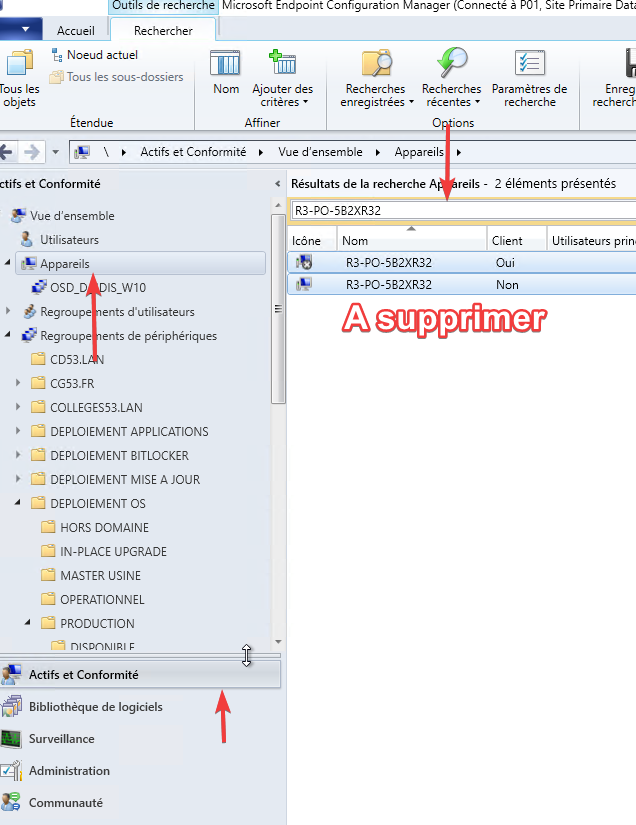 Outils de recherche Microsoft Endpoint Configuration Manager (Connecté à P01, Site Primaire Data
Accueil Rechercher
Tous les objets
Noeud actuel
Tous les sous-dossiers
Étendue
Nom
Ajouter des critères
Affiner
Recherches enregistrées
Recherches récentes
Paramètres de recherche
Options
Enreg
recherch
\ Actifs et Conformité Vue d'ensemble Appareils
ctifs et Conformité <
Vue d'ensemble
Utilisateurs
Appareils
Regroupements d'utilisateurs
Regroupements de périphériques
CD53.LAN
CG53.FR
COLLEGES53.LAN
DEPLOIEMENT APPLICATIONS
DEPLOIEMENT BITLOCKER
DEPLOIEMENT MISE A JOUR
DEPLOIEMENT OS
HORS DOMAINE
IN-PLACE UPGRADE
MASTER USINE
OPERATIONNEL
PRODUCTION
DISPONIBLE
Actifs et Conformité
Bibliothèque de logiciels
Surveillance
Administration
Communauté
Résultats de la recherche Appareils - 2 éléments présentés
R3-PO-5B2XR32
Icône Nom Client Utilisateurs prin
R3-PO-5B2XR32 Oui
R3-PO-5B2XR32 Non
A supprimer